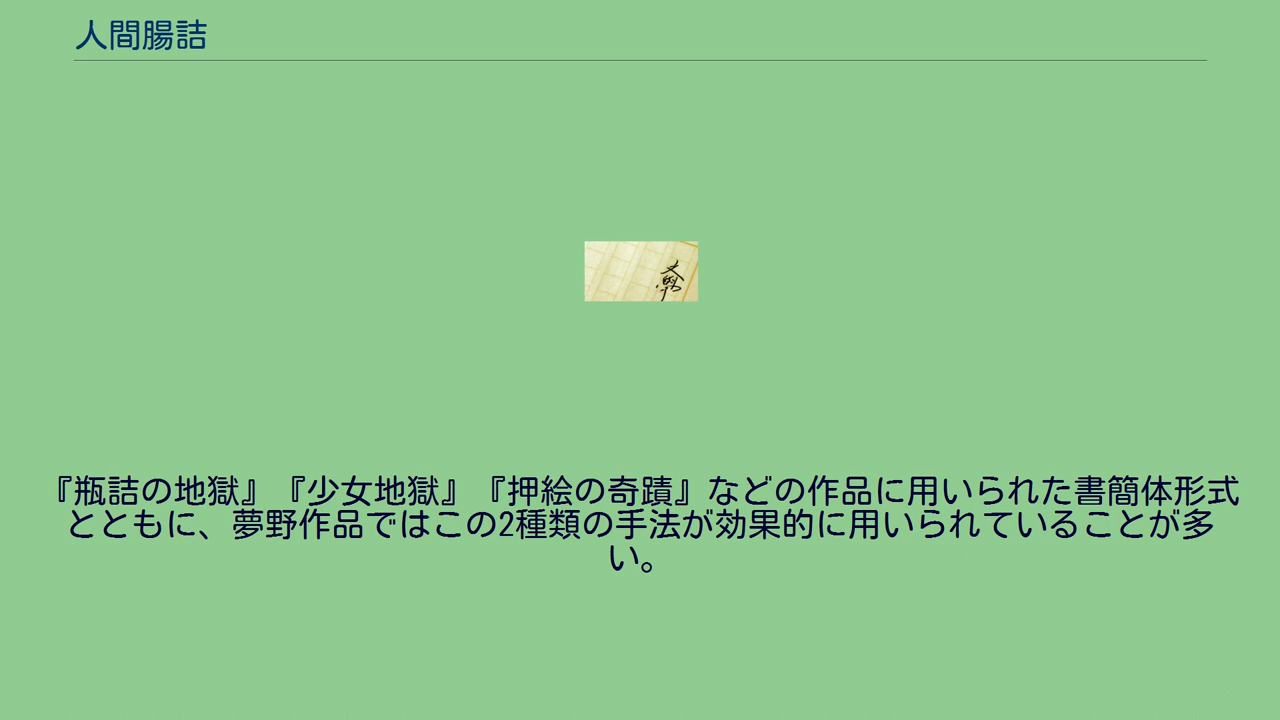 人間腸詰
『瓶詰の地獄』『少女地獄』『押絵の奇蹟』などの作品に用いられた書簡体形式
とともに、夢野作品ではこの2種類の手法が効果的に用いられていることが多
い。